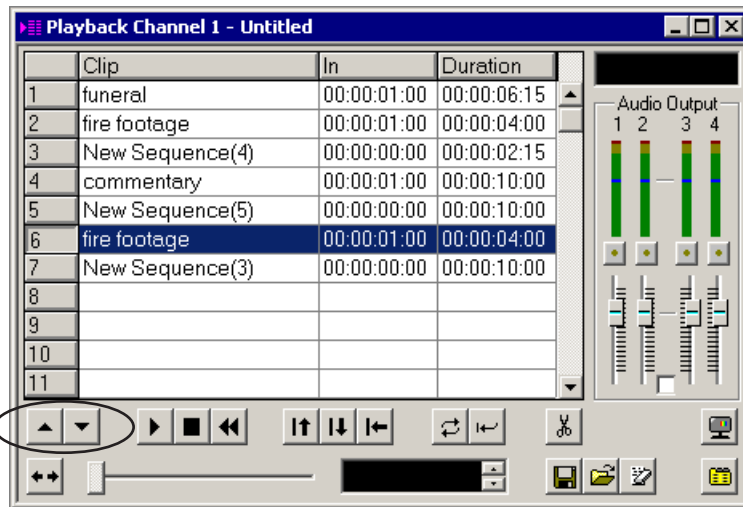 Playback Channel 1 - Untitled
Clip In Duration
1 funeral 00:00:01:00 00:00:06:15
2 fire footage 00:00:01:00 00:00:04:00
3 New Sequence(4) 00:00:00:00 00:00:02:15
4 commentary 00:00:01:00 00:00:10:00
5 New Sequence(5) 00:00:00:00 00:00:10:00
6 fire footage 00:00:01:00 00:00:04:00
7 New Sequence(3) 00:00:00:00 00:00:10:00
8
9
10
11
Audio Output
1 2 3 4